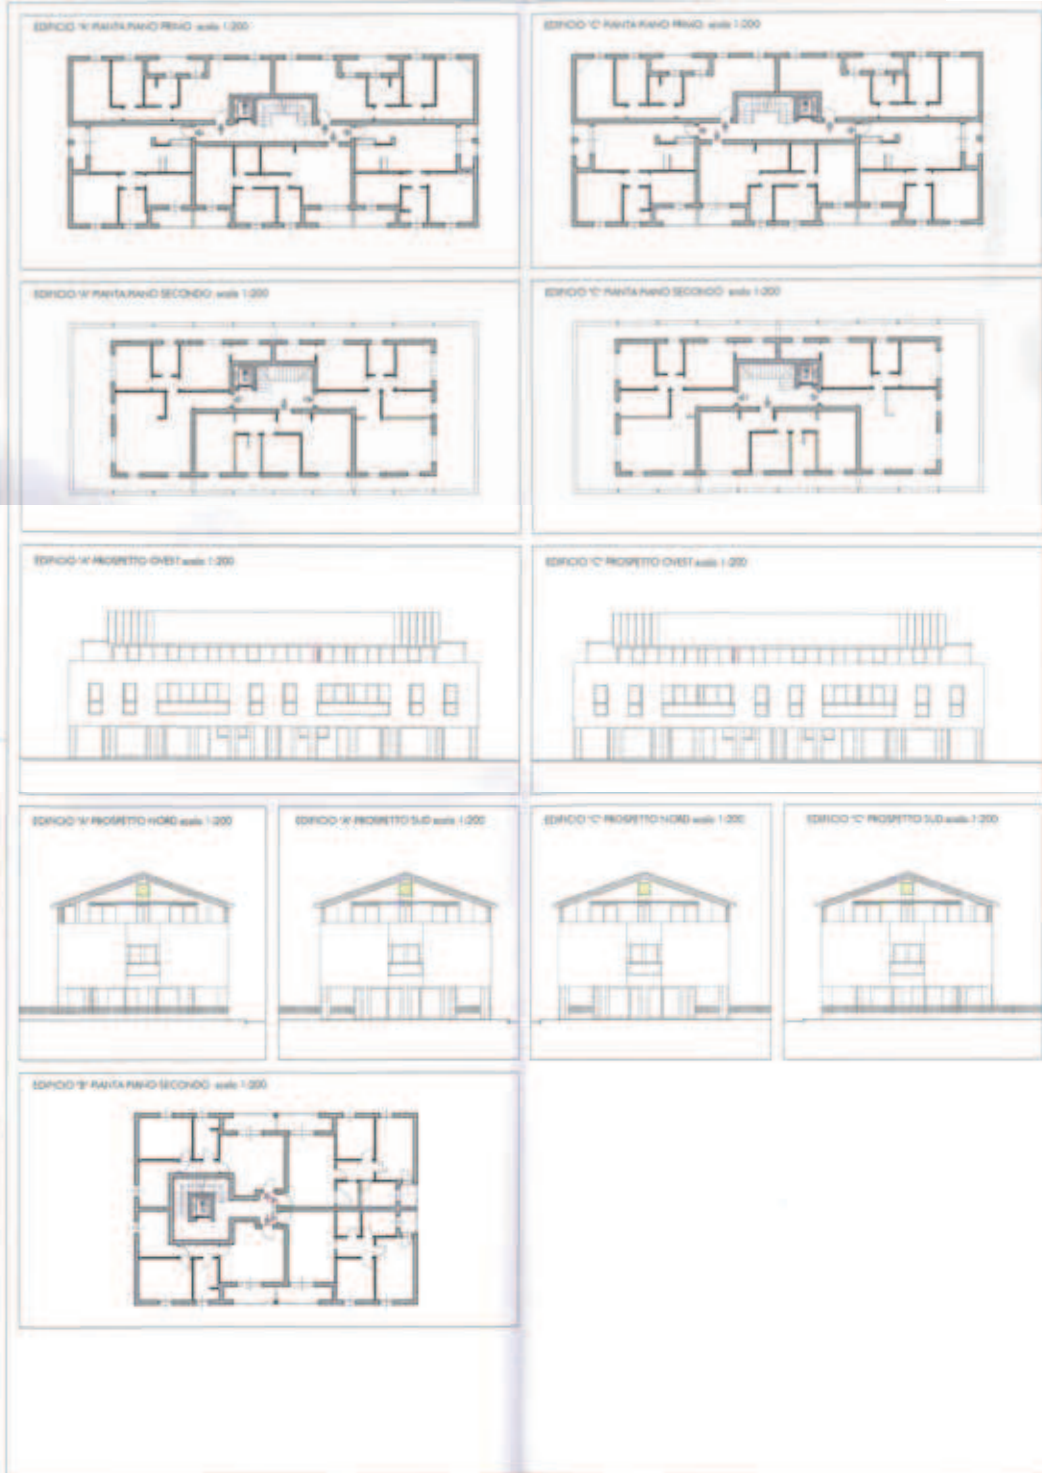 EDIFICIO "A" PIANTA PIANO PRIMO scala 1:200
EDIFICIO "C" PIANTA PIANO PRIMO scala 1:200
EDIFICIO "A" PIANTA PIANO SECONDO scala 1:200
EDIFICIO "C" PIANTA PIANO SECONDO scala 1:200
EDIFICIO "A" PROSPETTO OVEST scala 1:200
EDIFICIO "C" PROSPETTO OVEST scala 1:200
EDIFICIO "A" PROSPETTO NORD scala 1:200
EDIFICIO "A" PROSPETTO SUD scala 1:200
EDIFICIO "C" PROSPETTO NORD scala 1:200
EDIFICIO "C" PROSPETTO SUD scala 1:200
EDIFICIO "B" PIANTA PIANO SECONDO scala 1:200